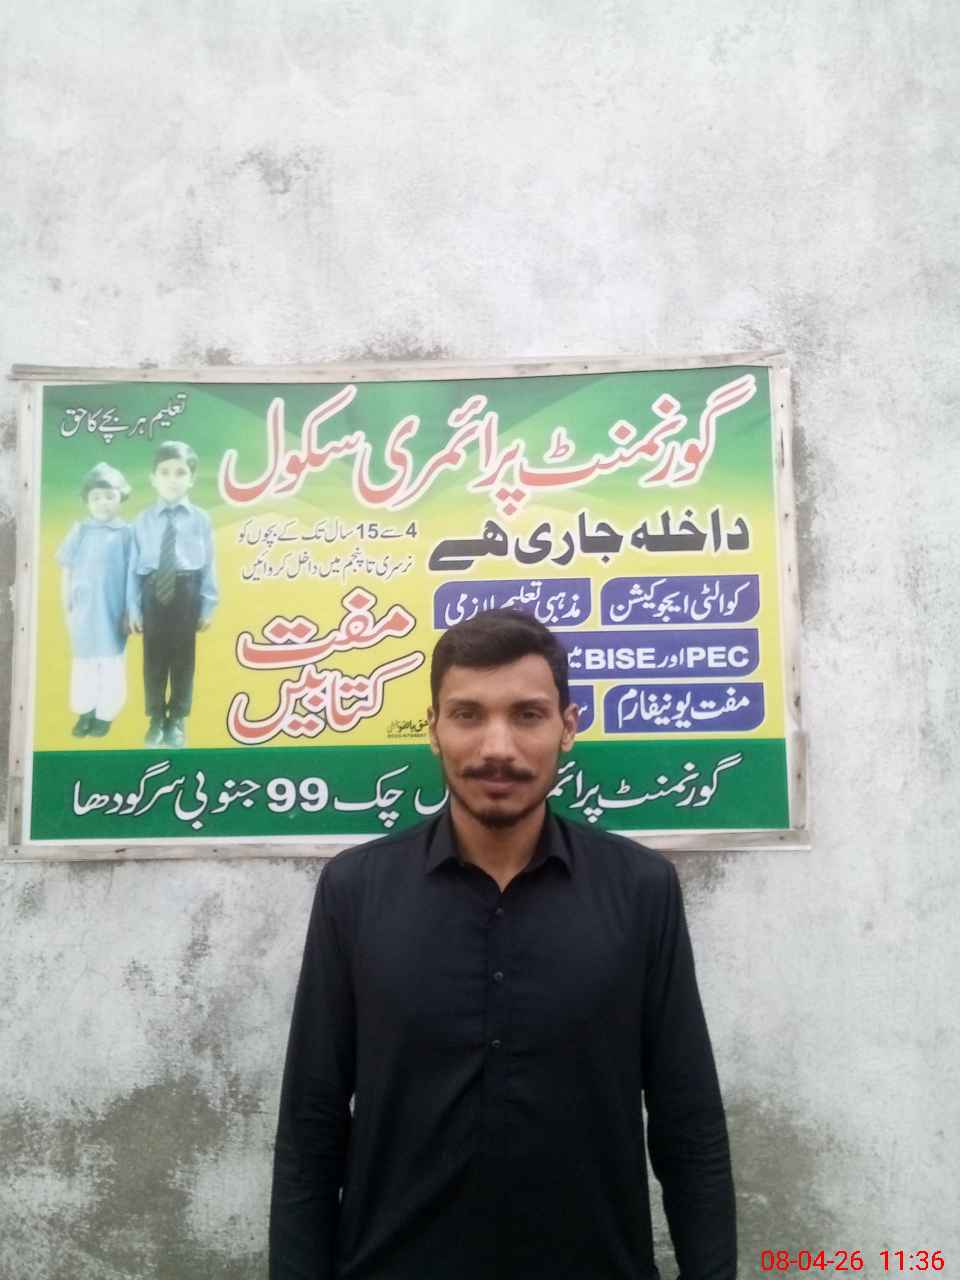 تعلیم ہر بچے کا حق
گورنمنٹ پرائمری سکول
داخلہ جاری ہے
4 سے 15 سال تک کے بچوں کو
نرسری تا پنجم میں داخل کروائیں
مفت
کتابیں
کوالٹی ایجوکیشن
مذہبی تعلیم لازمی
PEC اور BISE میں
مفت یونیفارم
گورنمنٹ پرائمری چک 99 جنوبی سرگودھا
08-04-26 11:36